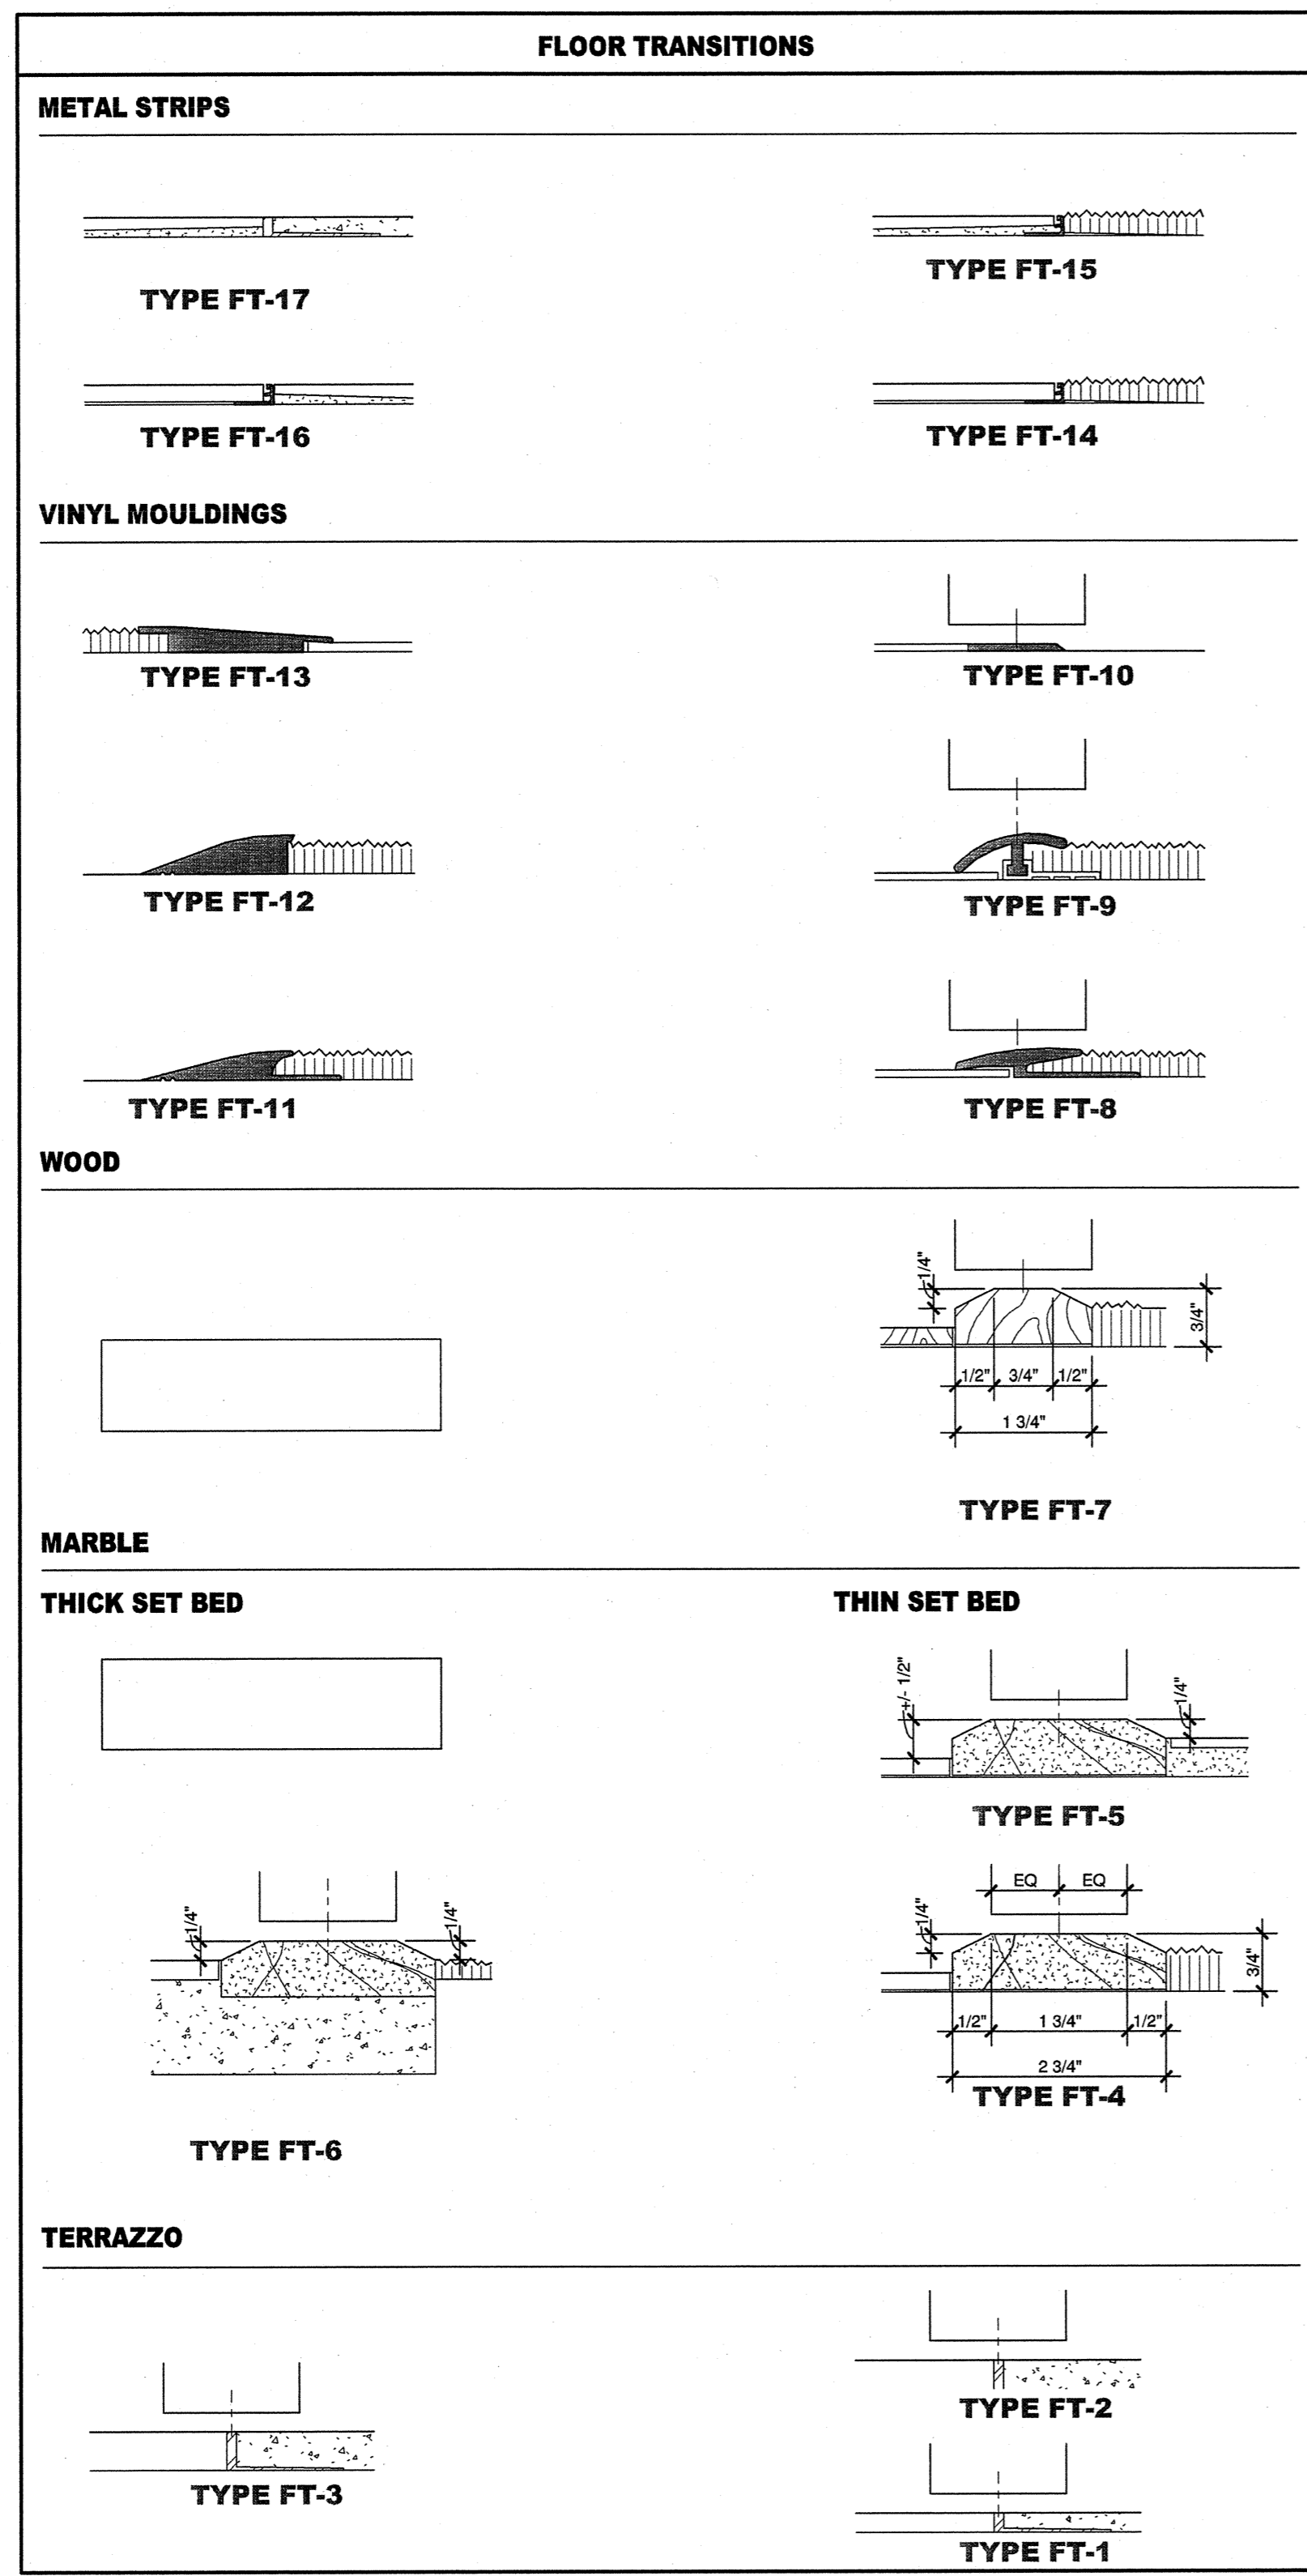 FLOOR TRANSITIONS
METAL STRIPS
TYPE FT-17
TYPE FT-15
TYPE FT-16
TYPE FT-14
VINYL MOULDINGS
TYPE FT-13
TYPE FT-10
TYPE FT-12
TYPE FT-9
TYPE FT-11
TYPE FT-8
WOOD
1/4"
3/4"
1/2" 3/4" 1/2"
1 3/4"
TYPE FT-7
MARBLE
THICK SET BED
THIN SET BED
+/- 1/2"
1/4"
TYPE FT-5
1/4"
1/4"
TYPE FT-6
EQ EQ
1/4"
3/4"
1/2" 1 3/4" 1/2"
2 3/4"
TYPE FT-4
TERRAZZO
TYPE FT-3
TYPE FT-2
TYPE FT-1